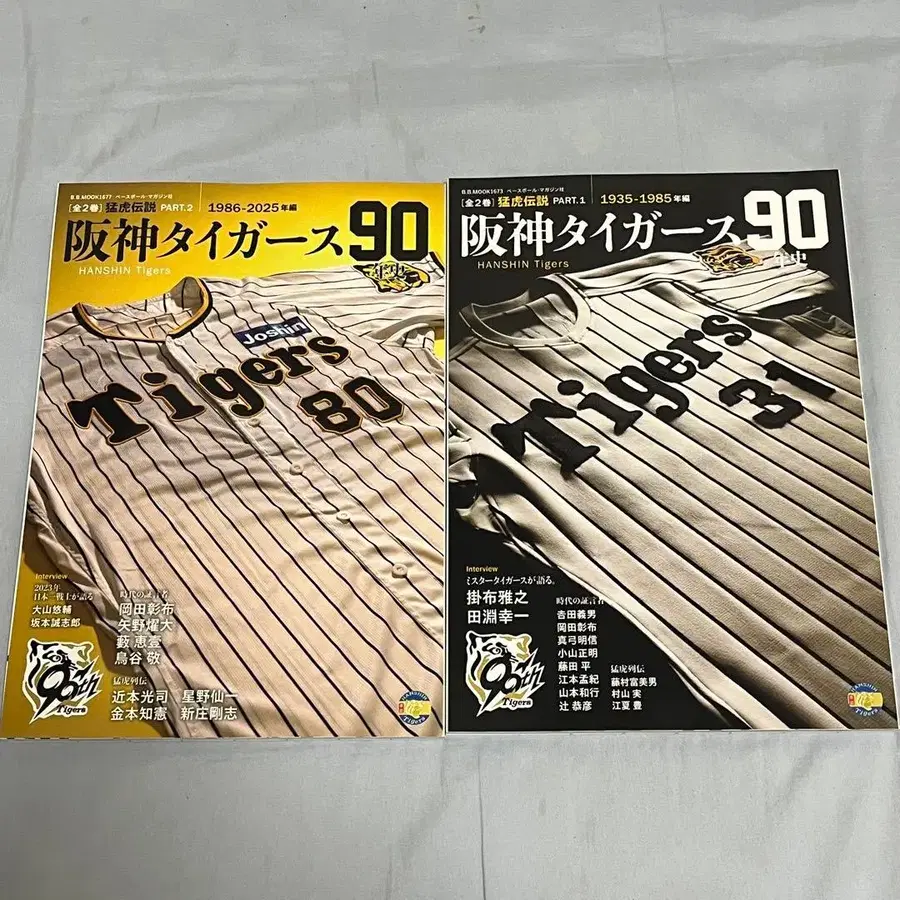 B.B.MOOK1677・ベースボール・マガジン社
[全2巻] 猛虎伝説 PART.2 1986-2025年編
阪神タイガース90
年史
HANSHIN Tigers
Joshin
Tigers
80
Interview
2023年
日本一戦士が語る
大山悠輔
坂本誠志郎
時代の証言者
岡田彰布
矢野燿大
藪 恵壹
鳥谷 敬
猛虎列伝
近本光司 星野仙一
金本知憲 新庄剛志
90th
Tigers
HANSHIN
Tigers
B.B.MOOK1673・ベースボール・マガジン社
[全2巻] 猛虎伝説 PART.1 1935-1985年編
阪神タイガース90
年史
HANSHIN Tigers
Tigers
31
Interview
ミスタータイガースが語る。
掛布雅之
田淵幸一
時代の証言者
吉田義男
岡田彰布
真弓明信
小山正明
藤田 平
江本孟紀
山本和行
辻 恭彦
猛虎列伝
藤村富美男
村山 実
江夏 豊
90th
Tigers
HANSHIN
Tigers